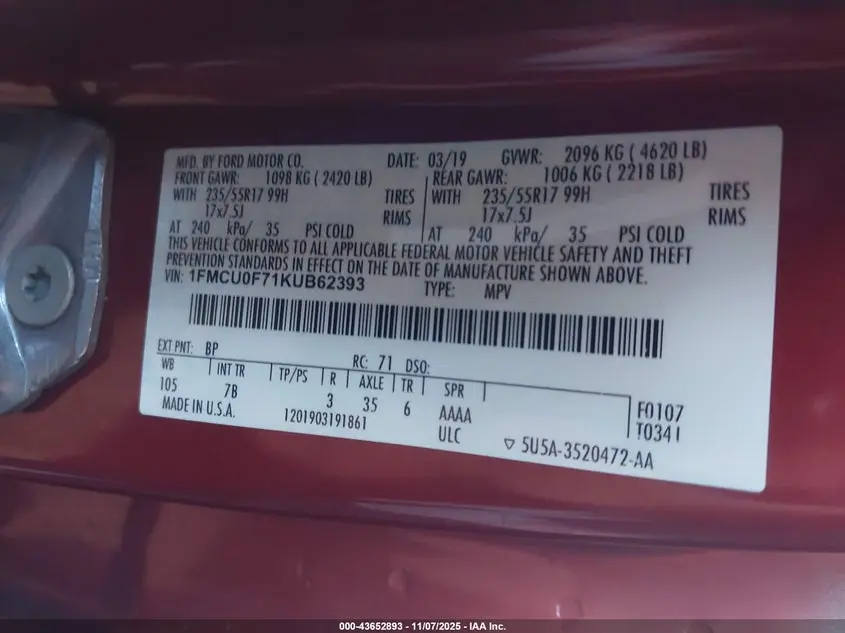 MFD. BY FORD MOTOR CO. DATE: 03/19 GVWR: 2096 KG ( 4620 LB)
FRONT GAWR: 1098 KG ( 2420 LB) REAR GAWR: 1006 KG ( 2218 LB)
WITH 235/55R17 99H TIRES WITH 235/55R17 99H TIRES
17x7.5J RIMS 17x7.5J RIMS
AT 240 kPa/ 35 PSI COLD AT 240 kPa/ 35 PSI COLD
THIS VEHICLE CONFORMS TO ALL APPLICABLE FEDERAL MOTOR VEHICLE SAFETY AND THEFT
PREVENTION STANDARDS IN EFFECT ON THE DATE OF MANUFACTURE SHOWN ABOVE.
VIN: 1FMCU0F71KUB62393 TYPE: MPV
EXT PNT: BP RC: 71 DSO:
WB INT TR TP/PS R AXLE TR SPR
105 7B 3 35 6 AAAA F0107
MADE IN U.S.A. 1201903191861 ULC T0341
▽ 5U5A-3520472-AA
000-43652893 - 11/07/2025 - IAA Inc.